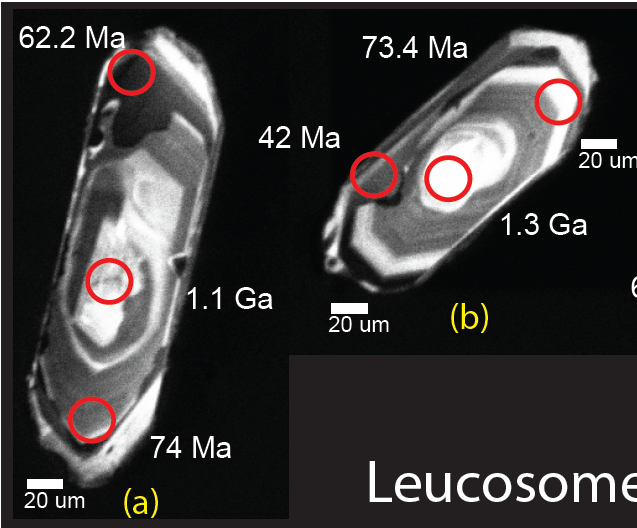 62.2 Ma
1.1 Ga
74 Ma
20 um
(a)
73.4 Ma
42 Ma
20 um
1.3 Ga
20 um
(b)
Leucosome